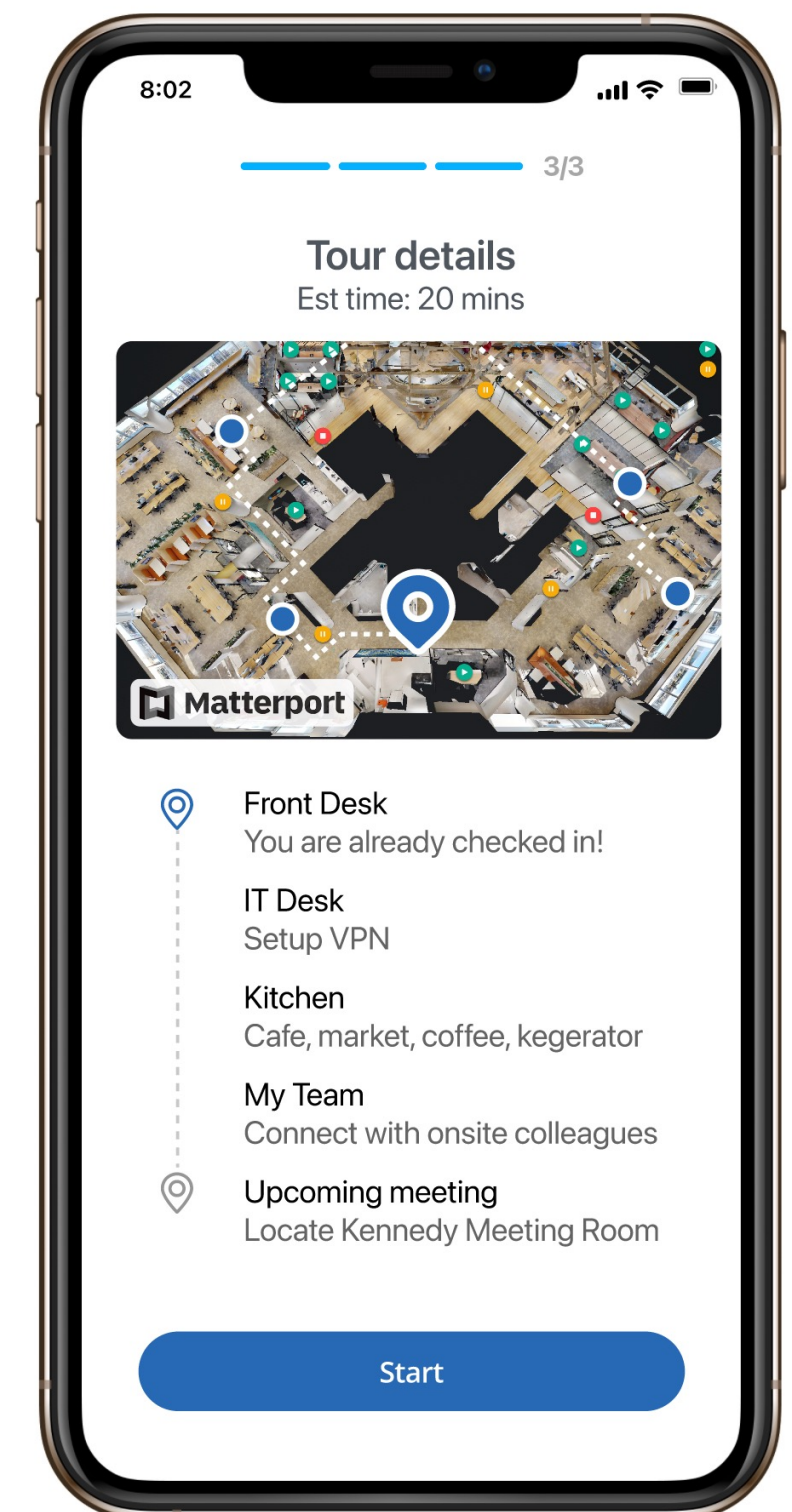 8:02
3/3
Tour details
Est time: 20 mins
Matterport
Front Desk
You are already checked in!
IT Desk
Setup VPN
Kitchen
Cafe, market, coffee, kegerator
My Team
Connect with onsite colleagues
Upcoming meeting
Locate Kennedy Meeting Room
Start